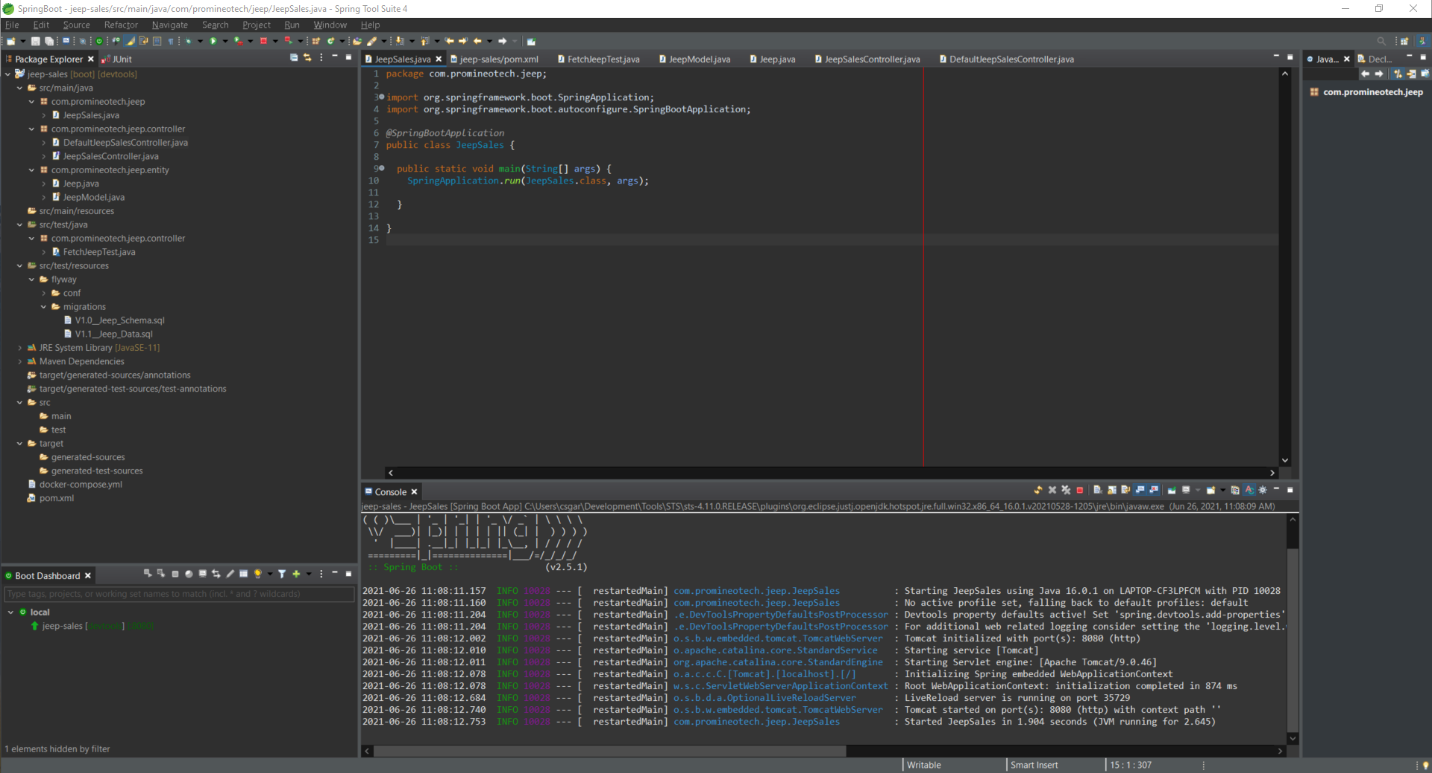 SpringBoot - jeep-sales/src/main/java/com/promineotech/jeep/JeepSales.java - Spring Tool Suite 4
File Edit Source Refactor Navigate Search Project Run Window Help
Package Explorer JUnit
jeep-sales [boot] [devtools]
src/main/java
com.promineotech.jeep
JeepSales.java
com.promineotech.jeep.controller
DefaultJeepSalesController.java
JeepSalesController.java
com.promineotech.jeep.entity
Jeep.java
JeepModel.java
src/main/resources
src/test/java
com.promineotech.jeep.controller
FetchJeepTest.java
src/test/resources
flyway
conf
migrations
V1.0__Jeep_Schema.sql
V1.1__Jeep_Data.sql
JRE System Library [JavaSE-11]
Maven Dependencies
target/generated-sources/annotations
target/generated-test-sources/test-annotations
src
main
test
target
generated-sources
generated-test-sources
docker-compose.yml
pom.xml
Boot Dashboard
Type tags, projects, or working set names to match (incl. * and ? wildcards)
local
jeep-sales [devtools]
1 elements hidden by filter
JeepSales.java jeep-sales/pom.xml FetchJeepTest.java JeepModel.java Jeep.java JeepSalesController.java DefaultJeepSalesController.java
1 package com.promineotech.jeep;
2
3 import org.springframework.boot.SpringApplication;
4 import org.springframework.boot.autoconfigure.SpringBootApplication;
5
6 @SpringBootApplication
7 public class JeepSales {
8
9 public static void main(String[] args) {
10 SpringApplication.run(JeepSales.class, args);
11
12 }
13
14 }
15
Java... Decl...
com.promineotech.jeep
Console
jeep-sales - JeepSales [Spring Boot App] C:\Users\csgar\Development\Tools\STS\sts-4.11.0.RELEASE\plugins\org.eclipse.justj.openjdk.hotspot.jre.full.win32.x86_64_16.0.1.v20210528-1205\jre\bin\javaw.exe (Jun 26, 2021, 11:08:09 AM)
:: Spring Boot :: (v2.5.1)
2021-06-26 11:08:11.157 INFO 10028 --- [ restartedMain] com.promineotech.jeep.JeepSales : Starting JeepSales using Java 16.0.1 on LAPTOP-CF3LPFCM with PID 10028
2021-06-26 11:08:11.160 INFO 10028 --- [ restartedMain] com.promineotech.jeep.JeepSales : No active profile set, falling back to default profiles: default
2021-06-26 11:08:11.204 INFO 10028 --- [ restartedMain] .e.DevToolsPropertyDefaultsPostProcessor : Devtools property defaults active! Set 'spring.devtools.add-properties'
2021-06-26 11:08:11.204 INFO 10028 --- [ restartedMain] .e.DevToolsPropertyDefaultsPostProcessor : For additional web related logging consider setting the 'logging.level.
2021-06-26 11:08:12.002 INFO 10028 --- [ restartedMain] o.s.b.w.embedded.tomcat.TomcatWebServer : Tomcat initialized with port(s): 8080 (http)
2021-06-26 11:08:12.010 INFO 10028 --- [ restartedMain] o.apache.catalina.core.StandardService : Starting service [Tomcat]
2021-06-26 11:08:12.011 INFO 10028 --- [ restartedMain] org.apache.catalina.core.StandardEngine : Starting Servlet engine: [Apache Tomcat/9.0.46]
2021-06-26 11:08:12.078 INFO 10028 --- [ restartedMain] o.a.c.c.C.[Tomcat].[localhost].[/] : Initializing Spring embedded WebApplicationContext
2021-06-26 11:08:12.078 INFO 10028 --- [ restartedMain] w.s.c.ServletWebServerApplicationContext : Root WebApplicationContext: initialization completed in 874 ms
2021-06-26 11:08:12.684 INFO 10028 --- [ restartedMain] o.s.b.d.a.OptionalLiveReloadServer : LiveReload server is running on port 35729
2021-06-26 11:08:12.740 INFO 10028 --- [ restartedMain] o.s.b.w.embedded.tomcat.TomcatWebServer : Tomcat started on port(s): 8080 (http) with context path ''
2021-06-26 11:08:12.753 INFO 10028 --- [ restartedMain] com.promineotech.jeep.JeepSales : Started JeepSales in 1.904 seconds (JVM running for 2.645)
Writable Smart Insert 15 : 1 : 307